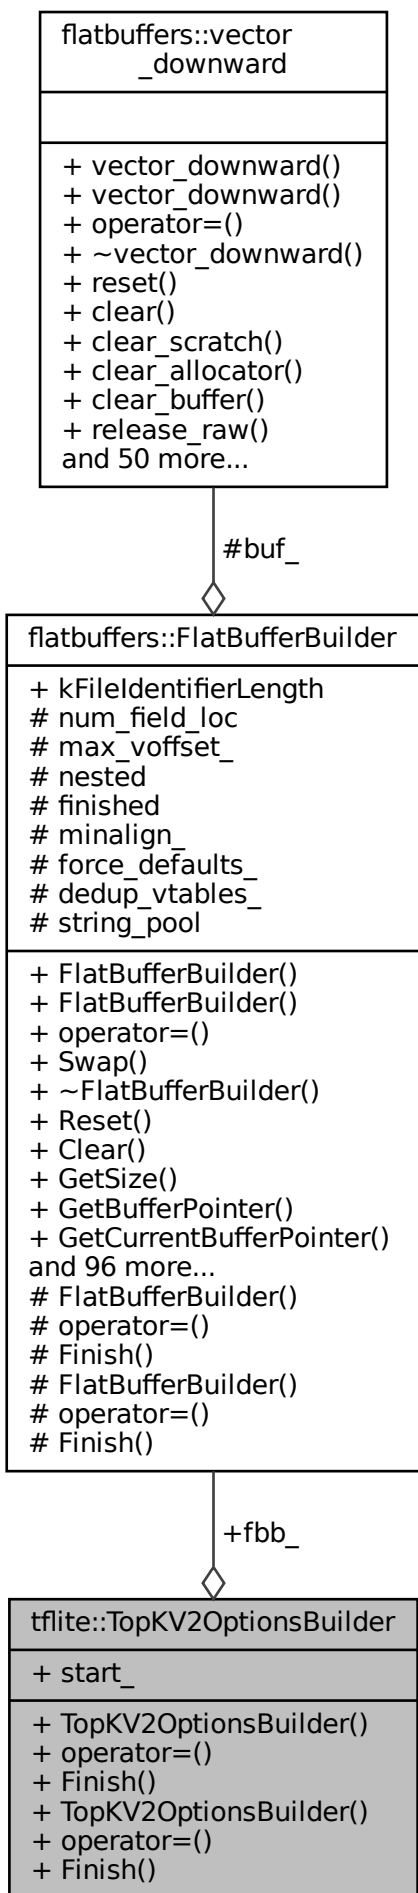 flatbuffers::vector
_downward
+ vector_downward()
+ vector_downward()
+ operator=()
+ ~vector_downward()
+ reset()
+ clear()
+ clear_scratch()
+ clear_allocator()
+ clear_buffer()
+ release_raw()
and 50 more...
#buf_
flatbuffers::FlatBufferBuilder
+ kFileIdentifierLength
# num_field_loc
# max_voffset_
# nested
# finished
# minalign_
# force_defaults_
# dedup_vtables_
# string_pool
+ FlatBufferBuilder()
+ FlatBufferBuilder()
+ operator=()
+ Swap()
+ ~FlatBufferBuilder()
+ Reset()
+ Clear()
+ GetSize()
+ GetBufferPointer()
+ GetCurrentBufferPointer()
and 96 more...
# FlatBufferBuilder()
# operator=()
# Finish()
# FlatBufferBuilder()
# operator=()
# Finish()
+fbb_
tflite::TopKV2OptionsBuilder
+ start_
+ TopKV2OptionsBuilder()
+ operator=()
+ Finish()
+ TopKV2OptionsBuilder()
+ operator=()
+ Finish()